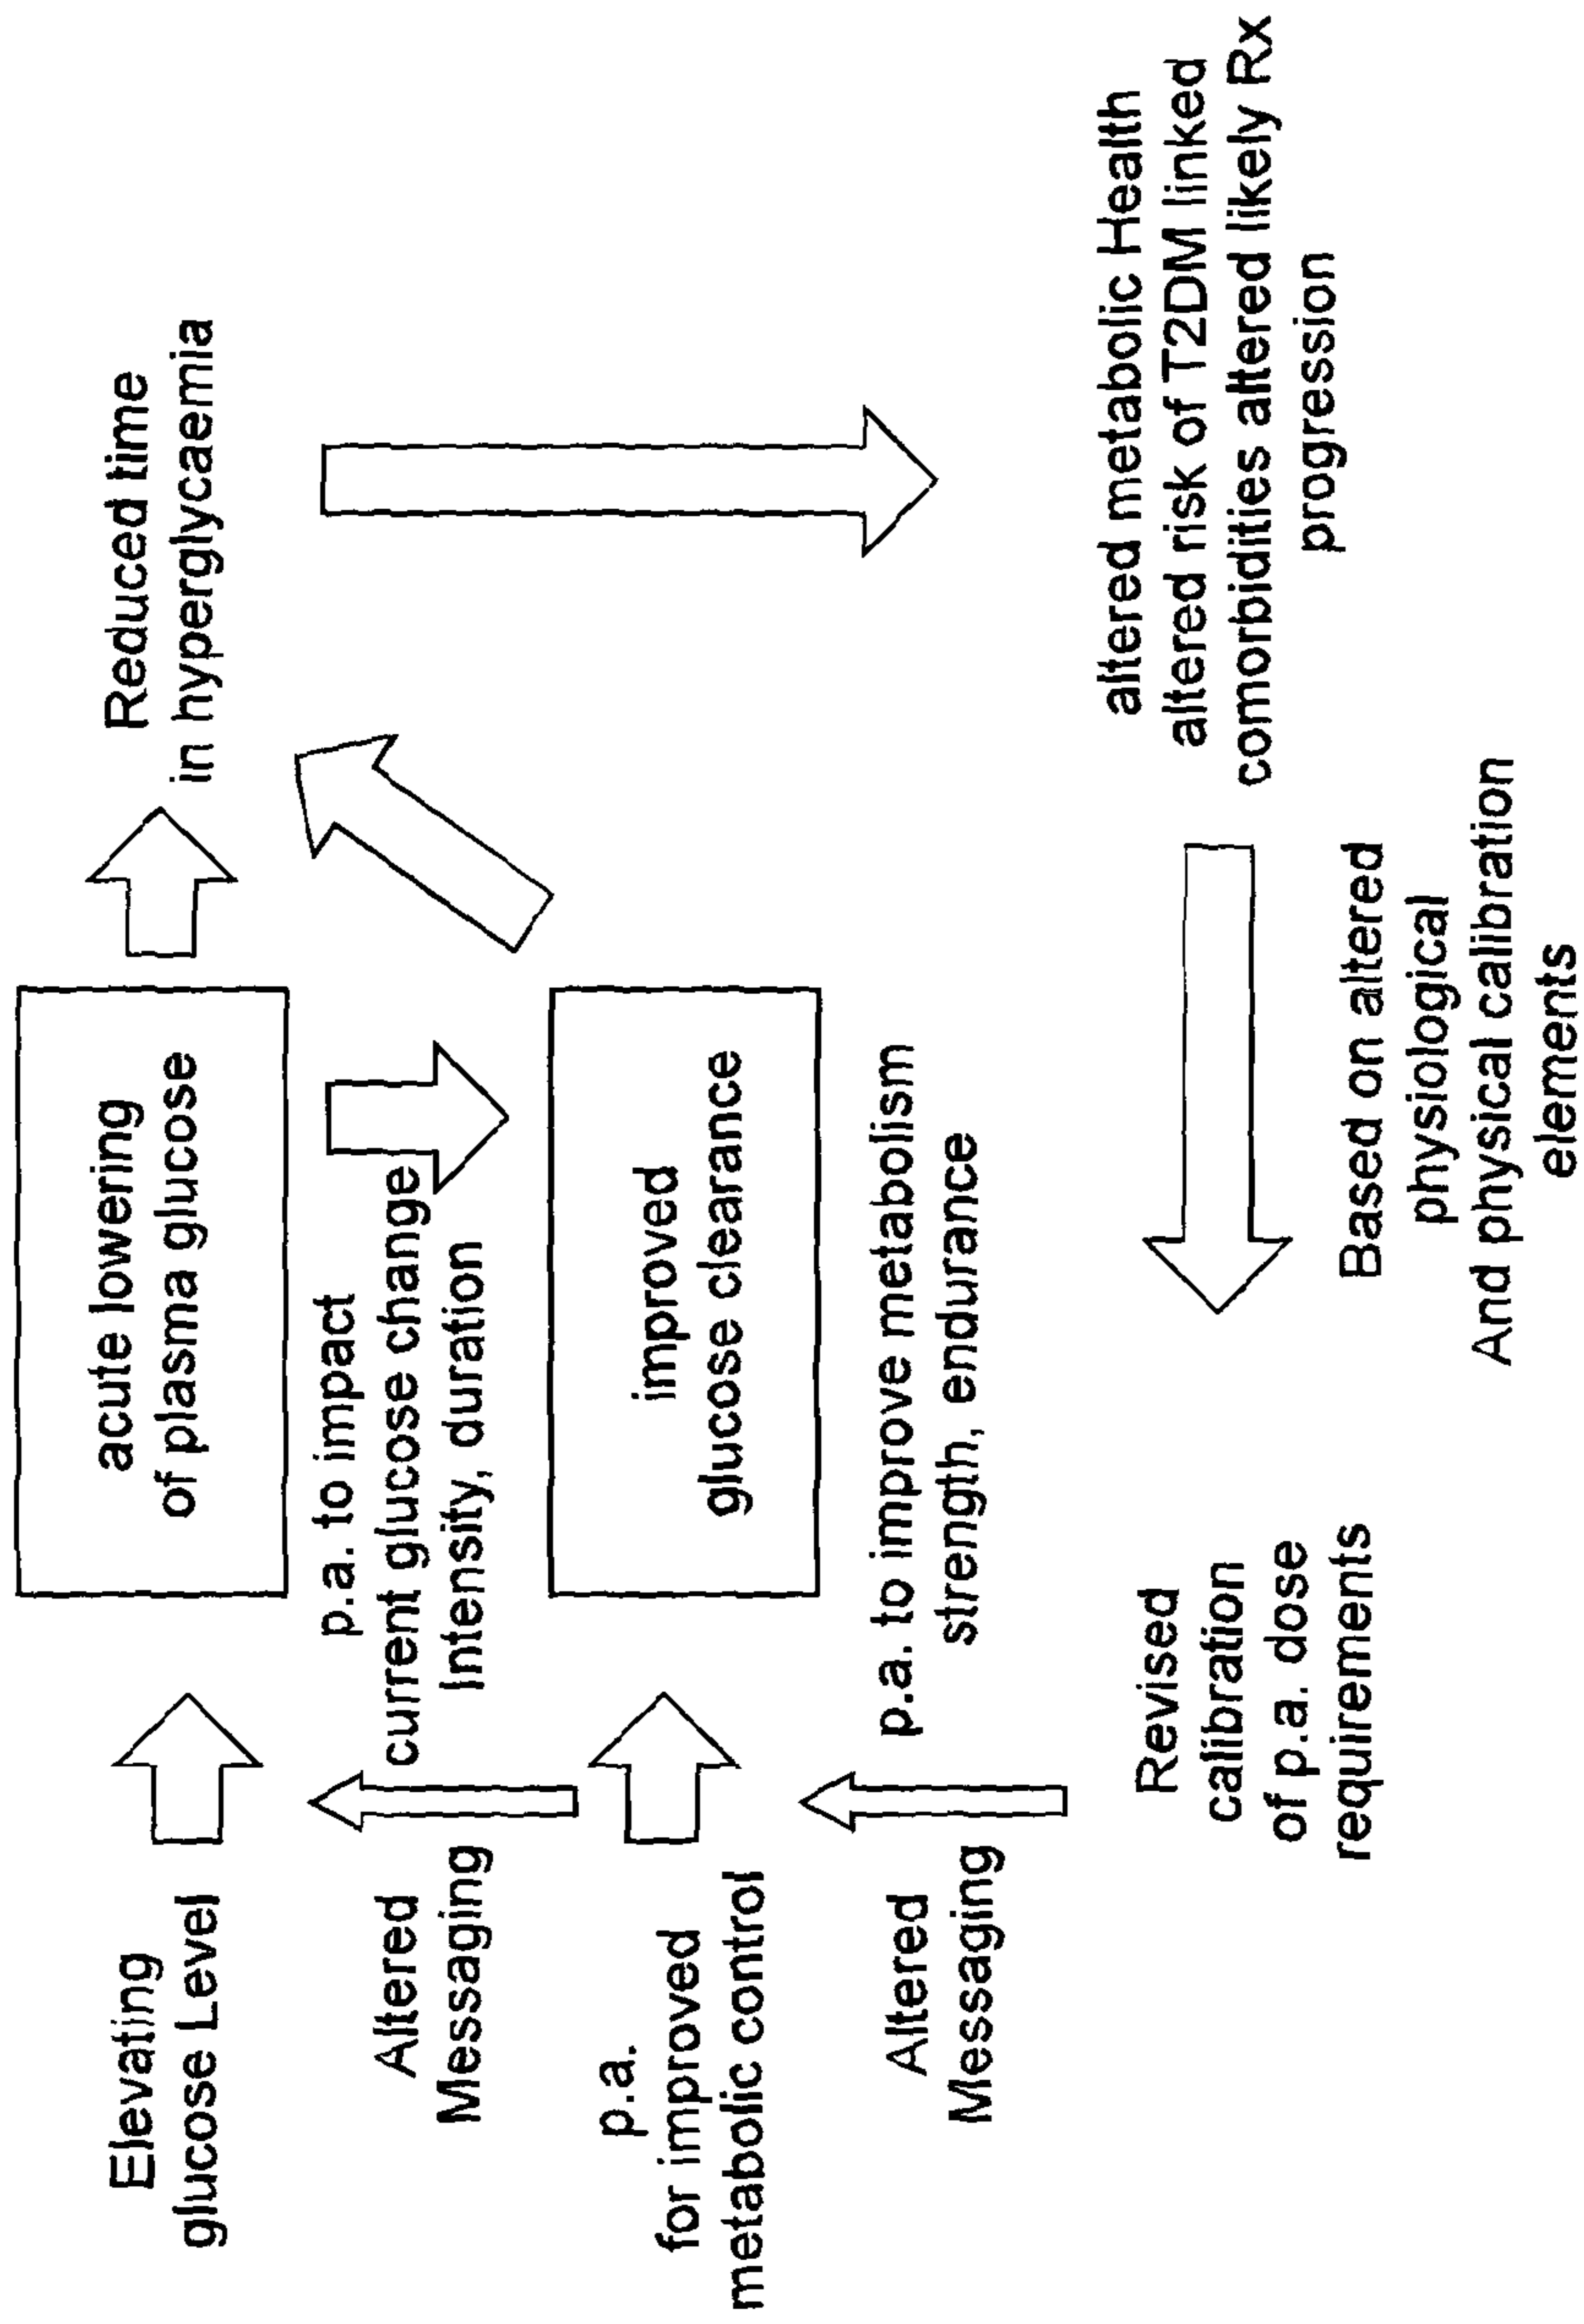 Elevating
glucose Level
acute lowering
of plasma glucose
Reduced time
in hyperglycaemia
Altered
Messaging
p.a. to impact
current glucose change
Intensity, duration
p.a.
for improved
metabolic control
improved
glucose clearance
Altered
Messaging
p.a. to improve metabolism
strength, endurance
Revised
calibration
of p.a. dose
requirements
Based on altered
physiological
And physical calibration
elements
altered metabolic Health
altered risk of T2DM linked
comorbidities altered likely Rx
progression